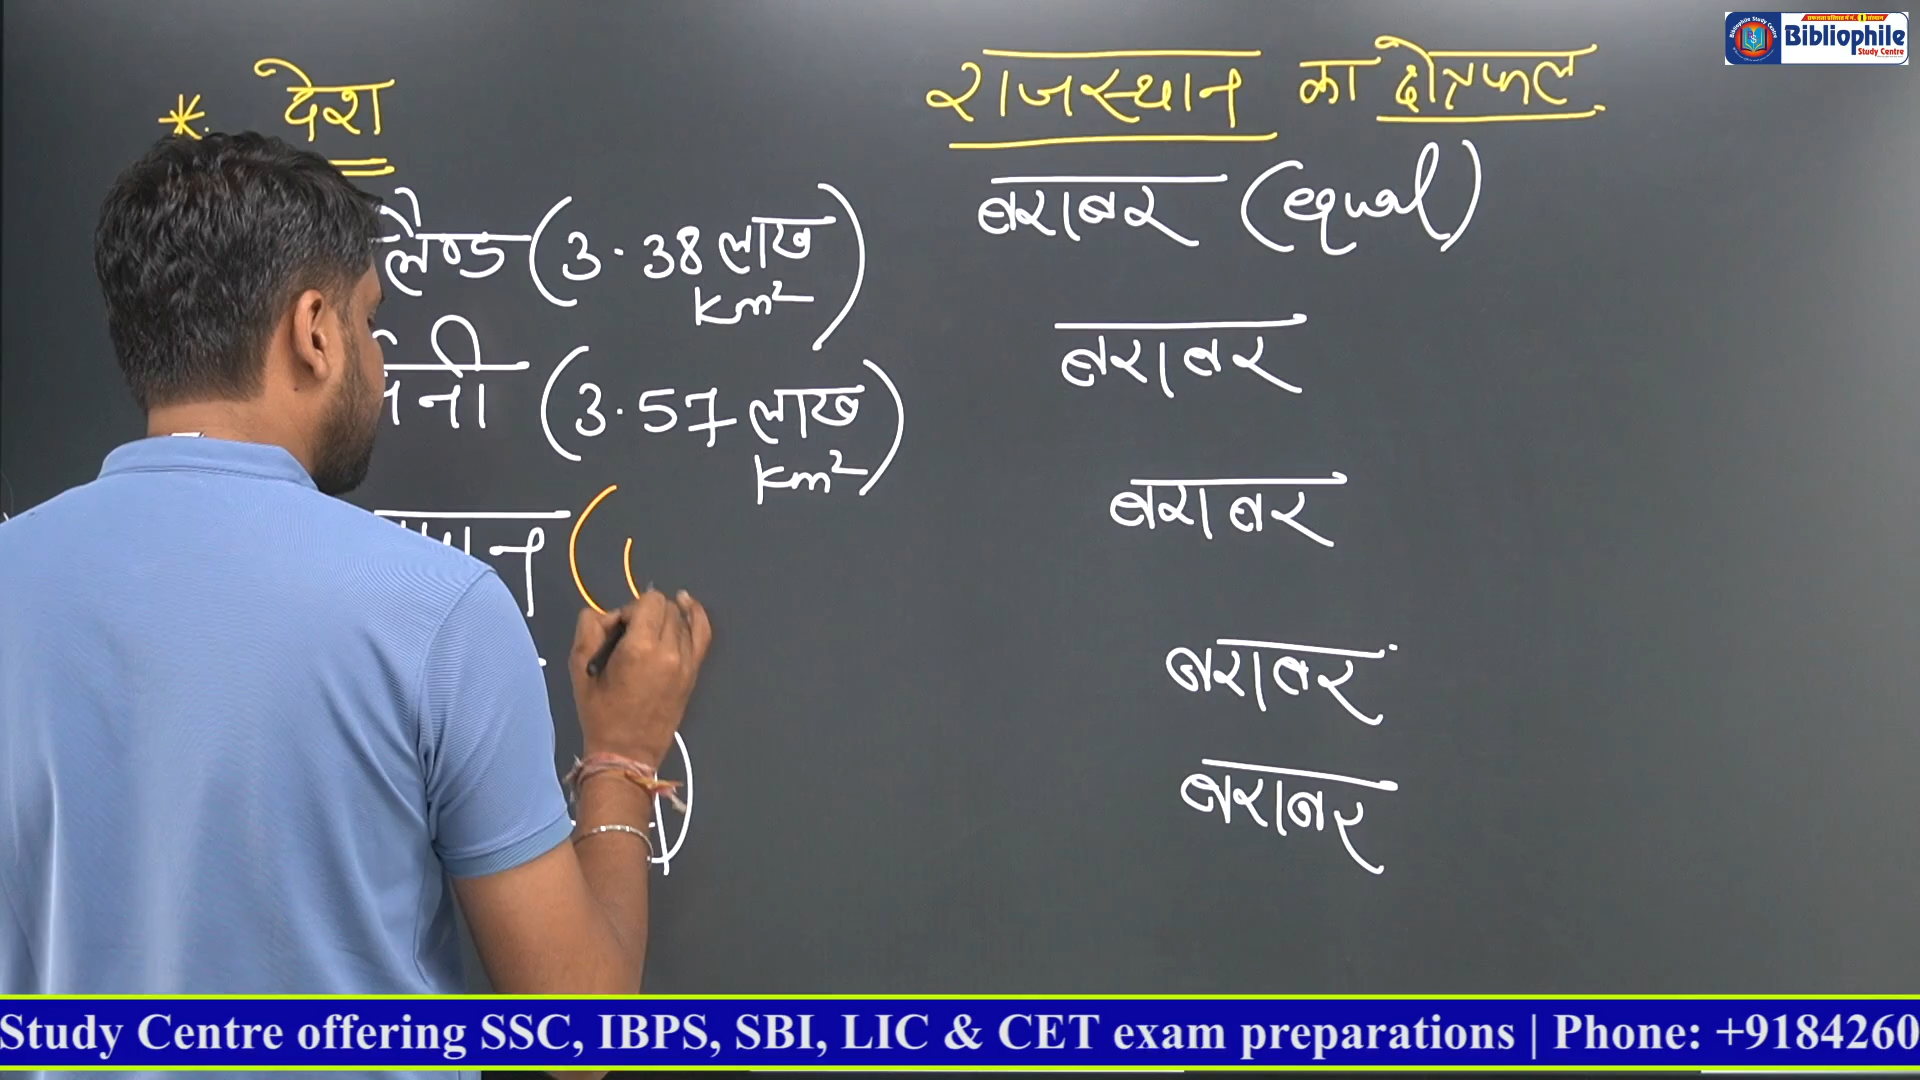 * देश
राजस्थान का क्षेत्रफल
लैण्ड (3.38 लाख km²)
बराबर (equal)
नी (3.57 लाख km²)
बराबर
न (
बराबर
बराबर
बराबर
Bibliophile
Study Centre
Study Centre offering SSC, IBPS, SBI, LIC & CET exam preparations | Phone: +9184260